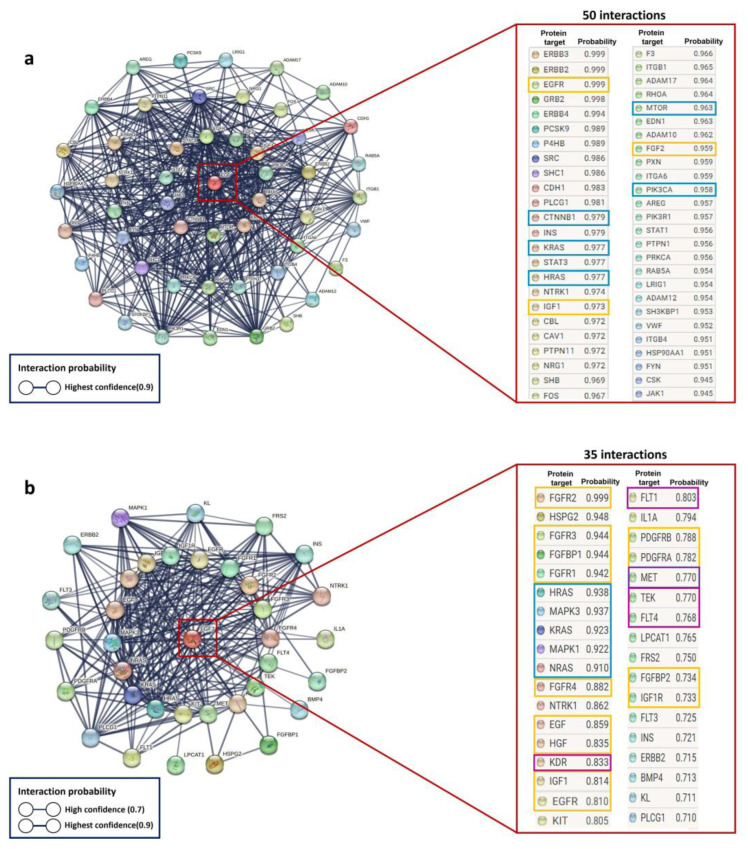 50 interactions
a
Protein target Probability
ERBB3 0.999
ERBB2 0.999
EGFR 0.999
GRB2 0.998
ERBB4 0.994
PCSK9 0.989
P4HB 0.989
SRC 0.986
SHC1 0.986
CDH1 0.983
PLCG1 0.981
CTNNB1 0.979
INS 0.979
KRAS 0.977
STAT3 0.977
HRAS 0.977
NTRK1 0.974
IGF1 0.973
CBL 0.972
CAV1 0.972
PTPN11 0.972
NRG1 0.972
SHB 0.969
FOS 0.967
Protein target Probability
F3 0.966
ITGB1 0.965
ADAM17 0.964
RHOA 0.964
MTOR 0.963
EDN1 0.963
ADAM10 0.962
FGF2 0.959
PXN 0.959
ITGA6 0.959
PIK3CA 0.958
AREG 0.957
PIK3R1 0.957
STAT1 0.956
PTPN1 0.956
PRKCA 0.955
RAB5A 0.954
LRIG1 0.954
ADAM12 0.954
SH3KBP1 0.953
VWF 0.952
ITGB4 0.951
HSP90AA1 0.951
FYN 0.951
CSK 0.945
JAK1 0.945
AREG
PCSK9
LRIG1
ADAM17
ADAM10
CDH1
RAB5A
ITGB1
VWF
F3
ADAM12
SHB
ERBB4
PTPN11
SRC
NRG1
Interaction probability
Highest confidence(0.9)
35 interactions
b
Protein target Probability
FGFR2 0.999
HSPG2 0.948
FGFR3 0.944
FGFBP1 0.944
FGFR1 0.942
HRAS 0.938
MAPK3 0.937
KRAS 0.923
MAPK1 0.922
NRAS 0.910
FGFR4 0.882
NTRK1 0.862
EGF 0.859
HGF 0.835
KDR 0.833
IGF1 0.814
EGFR 0.810
KIT 0.805
Protein target Probability
FLT1 0.803
IL1A 0.794
PDGFRB 0.788
PDGFRA 0.782
MET 0.770
TEK 0.770
FLT4 0.768
LPCAT1 0.765
FRS2 0.750
FGFBP2 0.734
IGF1R 0.733
FLT3 0.725
INS 0.721
ERBB2 0.715
BMP4 0.713
KL 0.711
PLCG1 0.710
MAPK1
KL
FRS2
ERBB2
IGF1R
EGFR
INS
FLT3
NTRK1
FGFR3
PDGFRB
MAPK3
FGFR4
IL1A
NRAS
FLT4
PDGFRA
KRAS
TEK
FGFBP2
HRAS
KIT
MET
BMP4
PLCG1
FLT1
LPCAT1
HSPG2
FGFBP1
Interaction probability
High confidence (0.7)
Highest confidence(0.9)